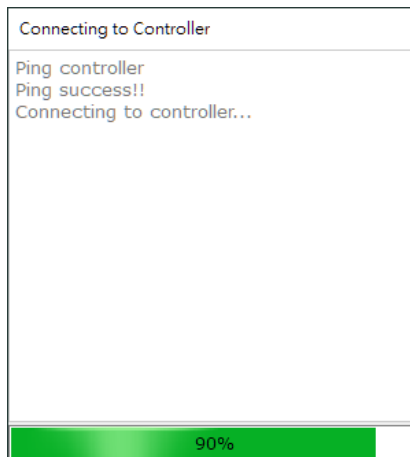 Connecting to Controller
Ping controller
Ping success!!
Connecting to controller...
90%